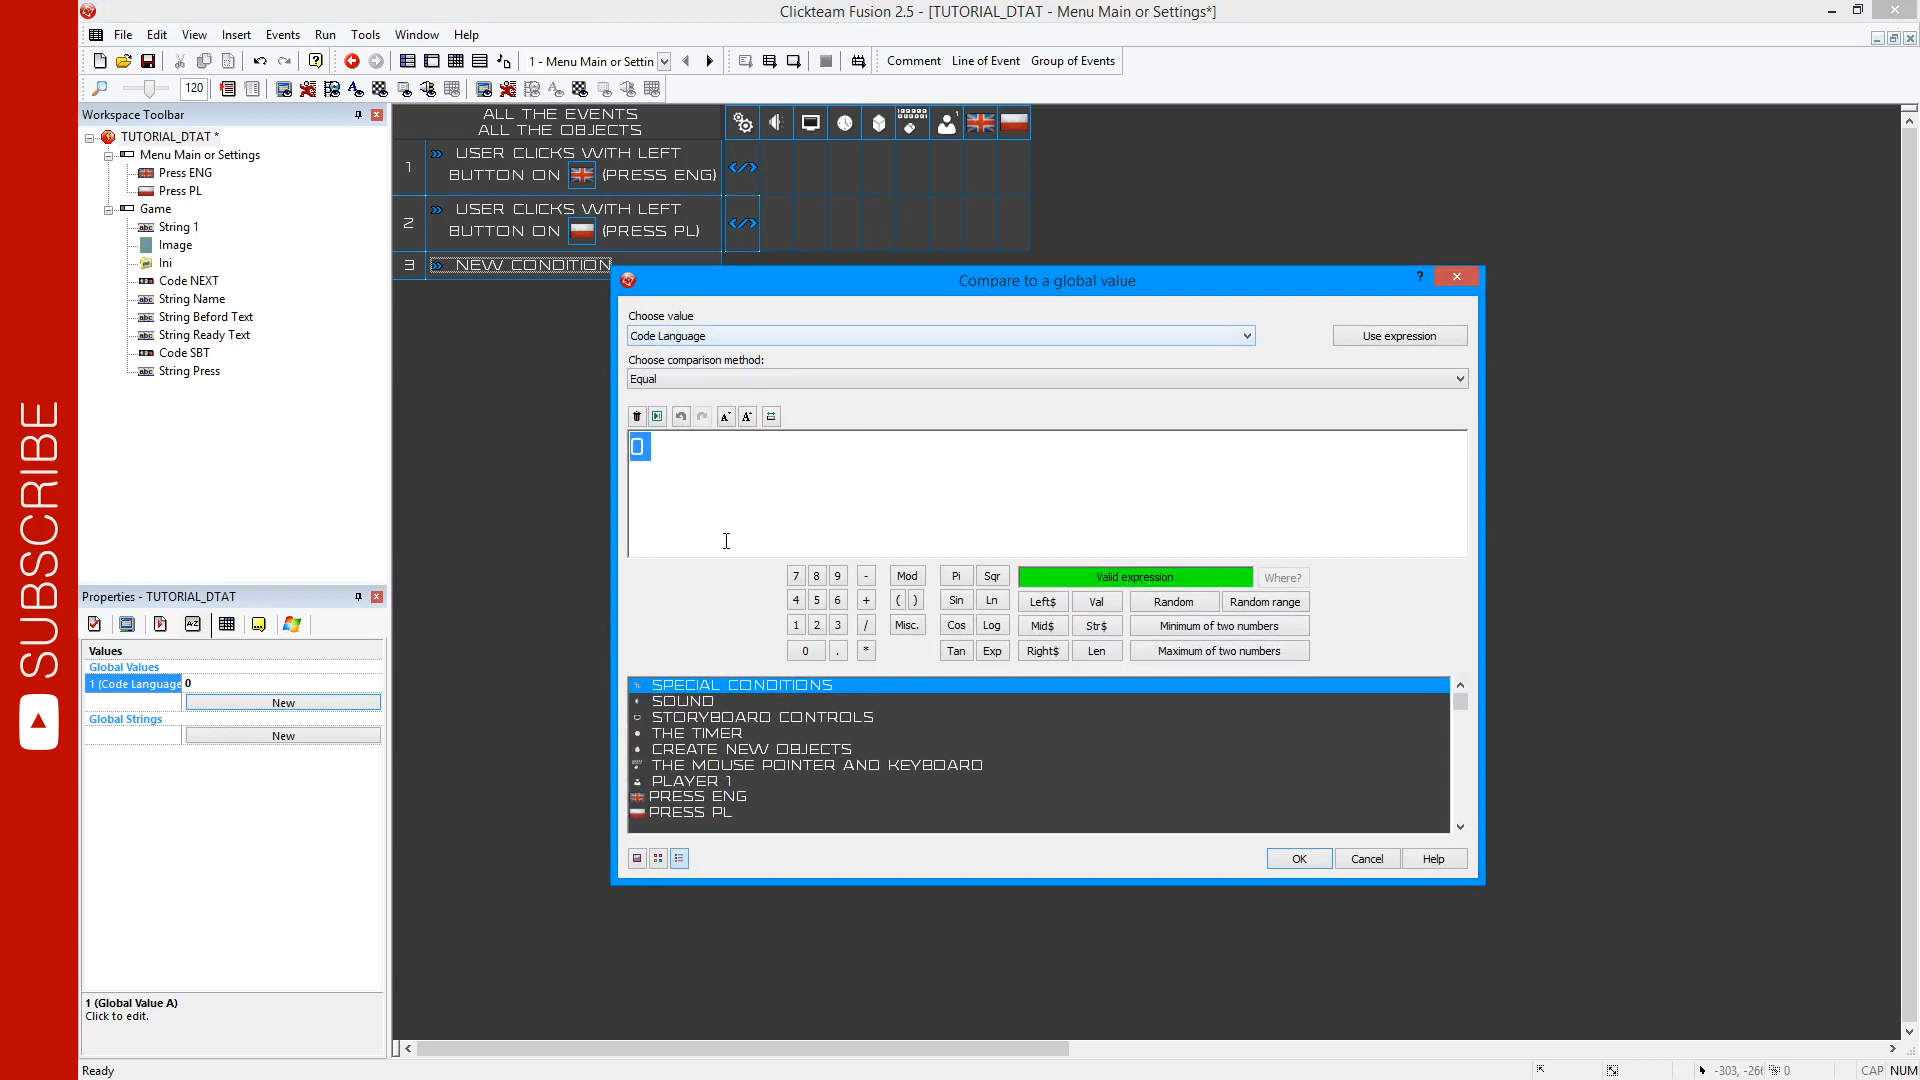 Clickteam Fusion 2.5 - [TUTORIAL_DTAT - Menu Main or Settings*]
File Edit View Insert Events Run Tools Window Help
1 - Menu Main or Settin
Comment Line of Event Group of Events
120
Workspace Toolbar
TUTORIAL_DTAT *
Menu Main or Settings
Press ENG
Press PL
Game
String 1
Image
Ini
Code NEXT
String Name
String Beford Text
String Ready Text
Code SBT
String Press
ALL THE EVENTS
ALL THE OBJECTS
1
1 USER CLICKS WITH LEFT
BUTTON ON (PRESS ENG)
2 USER CLICKS WITH LEFT
BUTTON ON (PRESS PL)
3 NEW CONDITION
Compare to a global value
?
Choose value
Code Language
Use expression
Choose comparison method:
Equal
0
7 8 9 - Mod Pi Sqr Valid expression Where?
4 5 6 + ( ) Sin Ln Left$ Val Random Random range
1 2 3 / Misc. Cos Log Mid$ Str$ Minimum of two numbers
0 . * Tan Exp Right$ Len Maximum of two numbers
SPECIAL CONDITIONS
SOUND
STORYBOARD CONTROLS
THE TIMER
CREATE NEW OBJECTS
THE MOUSE POINTER AND KEYBOARD
PLAYER 1
PRESS ENG
PRESS PL
OK Cancel Help
Properties - TUTORIAL_DTAT
Values
Global Values
1 (Code Language 0
New
Global Strings
New
1 (Global Value A)
Click to edit.
Ready
-303, -266 0 CAP NUM
SUBSCRIBE